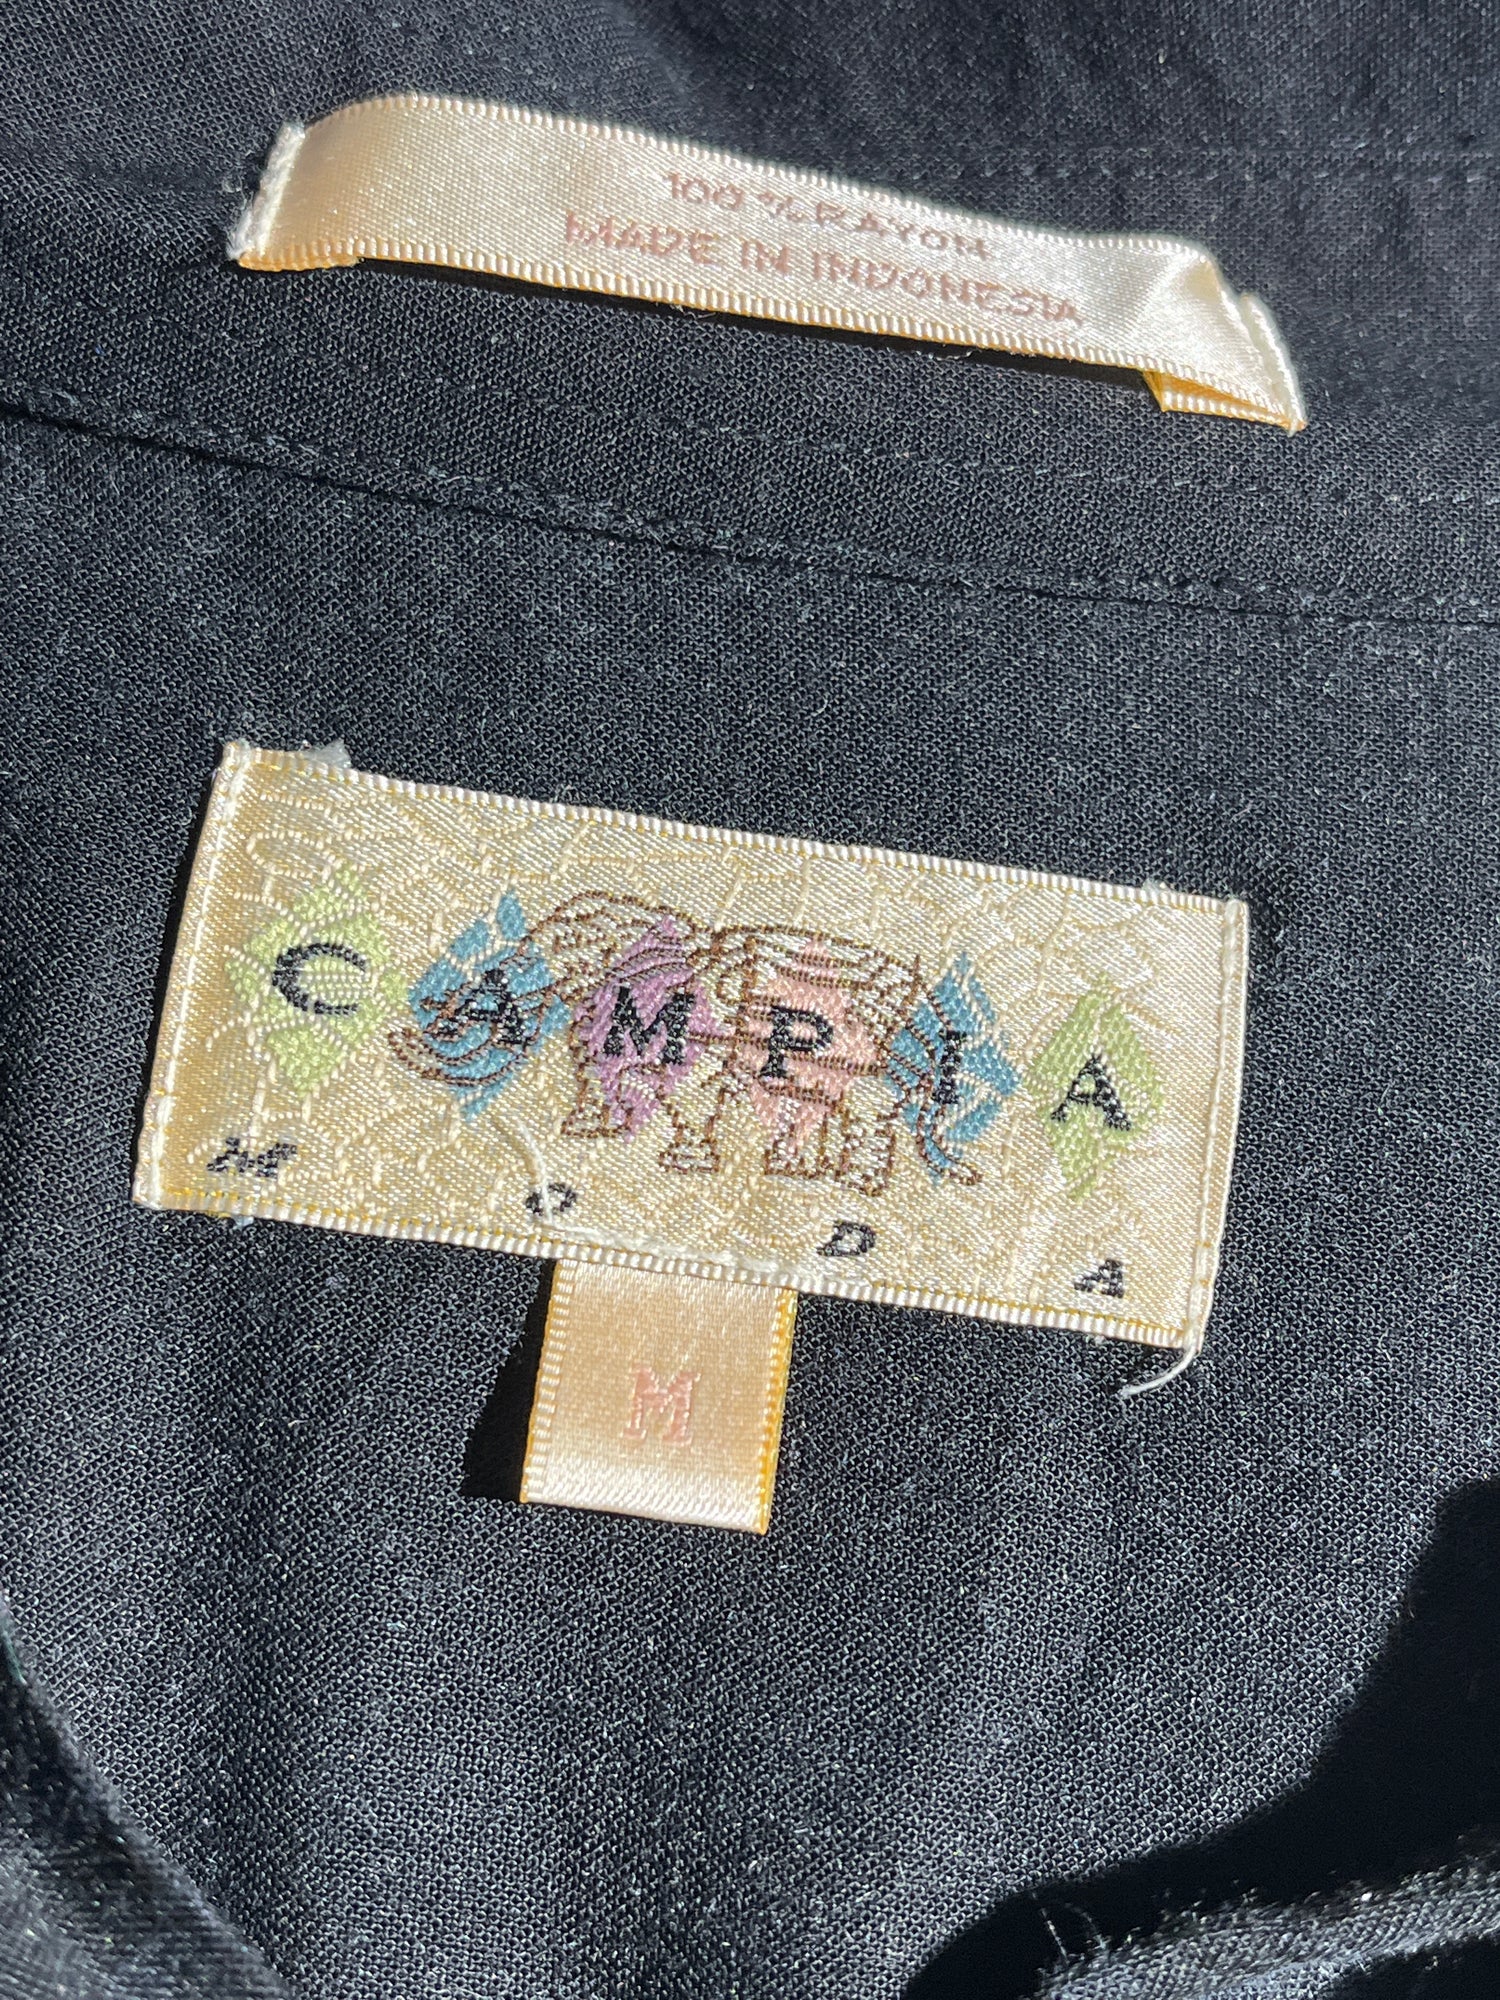 100 % RAYON
MADE IN INDONESIA
CAMPIA
MODA
M